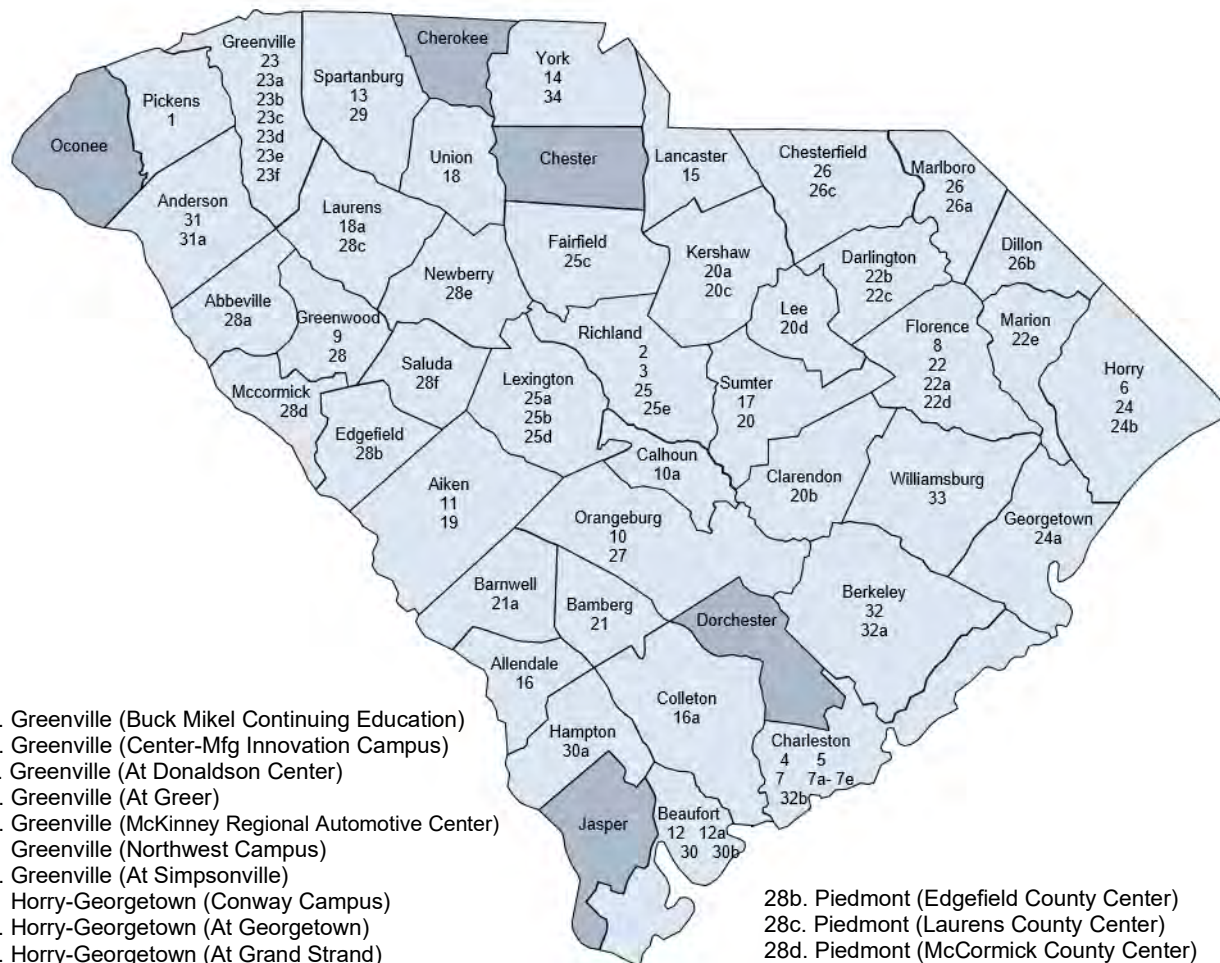 Greenville
23
23a
23b
23c
23d
23e
23f
Cherokee
York
14
34
Spartanburg
13
29
Pickens
1
Oconee
Union
18
Chester
Lancaster
15
Chesterfield
26
26c
Marlboro
26
26a
Anderson
31
31a
Laurens
18a
28c
Fairfield
25c
Kershaw
20a
20c
Darlington
22b
22c
Dillon
26b
Newberry
28e
Abbeville
28a
Greenwood
9
28
Lee
20d
Florence
8
22
22a
22d
Marion
22e
Richland
2
3
25
25e
Saluda
28f
Lexington
25a
25b
25d
Sumter
17
20
Horry
6
24
24b
Mccormick
28d
Edgefield
28b
Calhoun
10a
Clarendon
20b
Williamsburg
33
Aiken
11
19
Orangeburg
10
27
Georgetown
24a
Barnwell
21a
Bamberg
21
Berkeley
32
32a
Dorchester
Allendale
16
Colleton
16a
Hampton
30a
Charleston
4 5
7 7a- 7e
32b
Jasper
Beaufort
12 12a
30 30b
. Greenville (Buck Mikel Continuing Education)
. Greenville (Center-Mfg Innovation Campus)
. Greenville (At Donaldson Center)
. Greenville (At Greer)
. Greenville (McKinney Regional Automotive Center)
Greenville (Northwest Campus)
. Greenville (At Simpsonville)
Horry-Georgetown (Conway Campus)
. Horry-Georgetown (At Georgetown)
. Horry-Georgetown (At Grand Strand)
28b. Piedmont (Edgefield County Center)
28c. Piedmont (Laurens County Center)
28d. Piedmont (McCormick County Center)